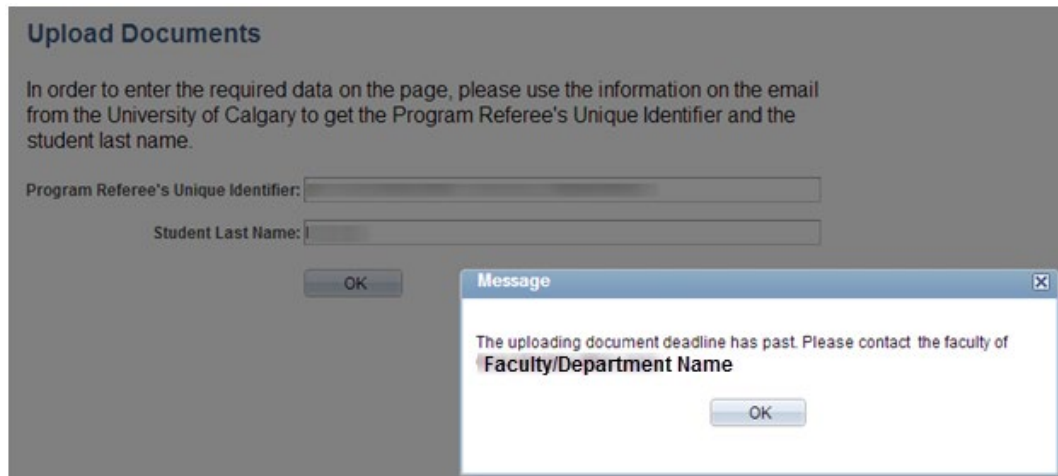 Upload Documents
In order to enter the required data on the page, please use the information on the email
from the University of Calgary to get the Program Referee's Unique Identifier and the
student last name.
Program Referee's Unique Identifier:
Student Last Name:
OK
Message
The uploading document deadline has past. Please contact the faculty of
Faculty/Department Name
OK